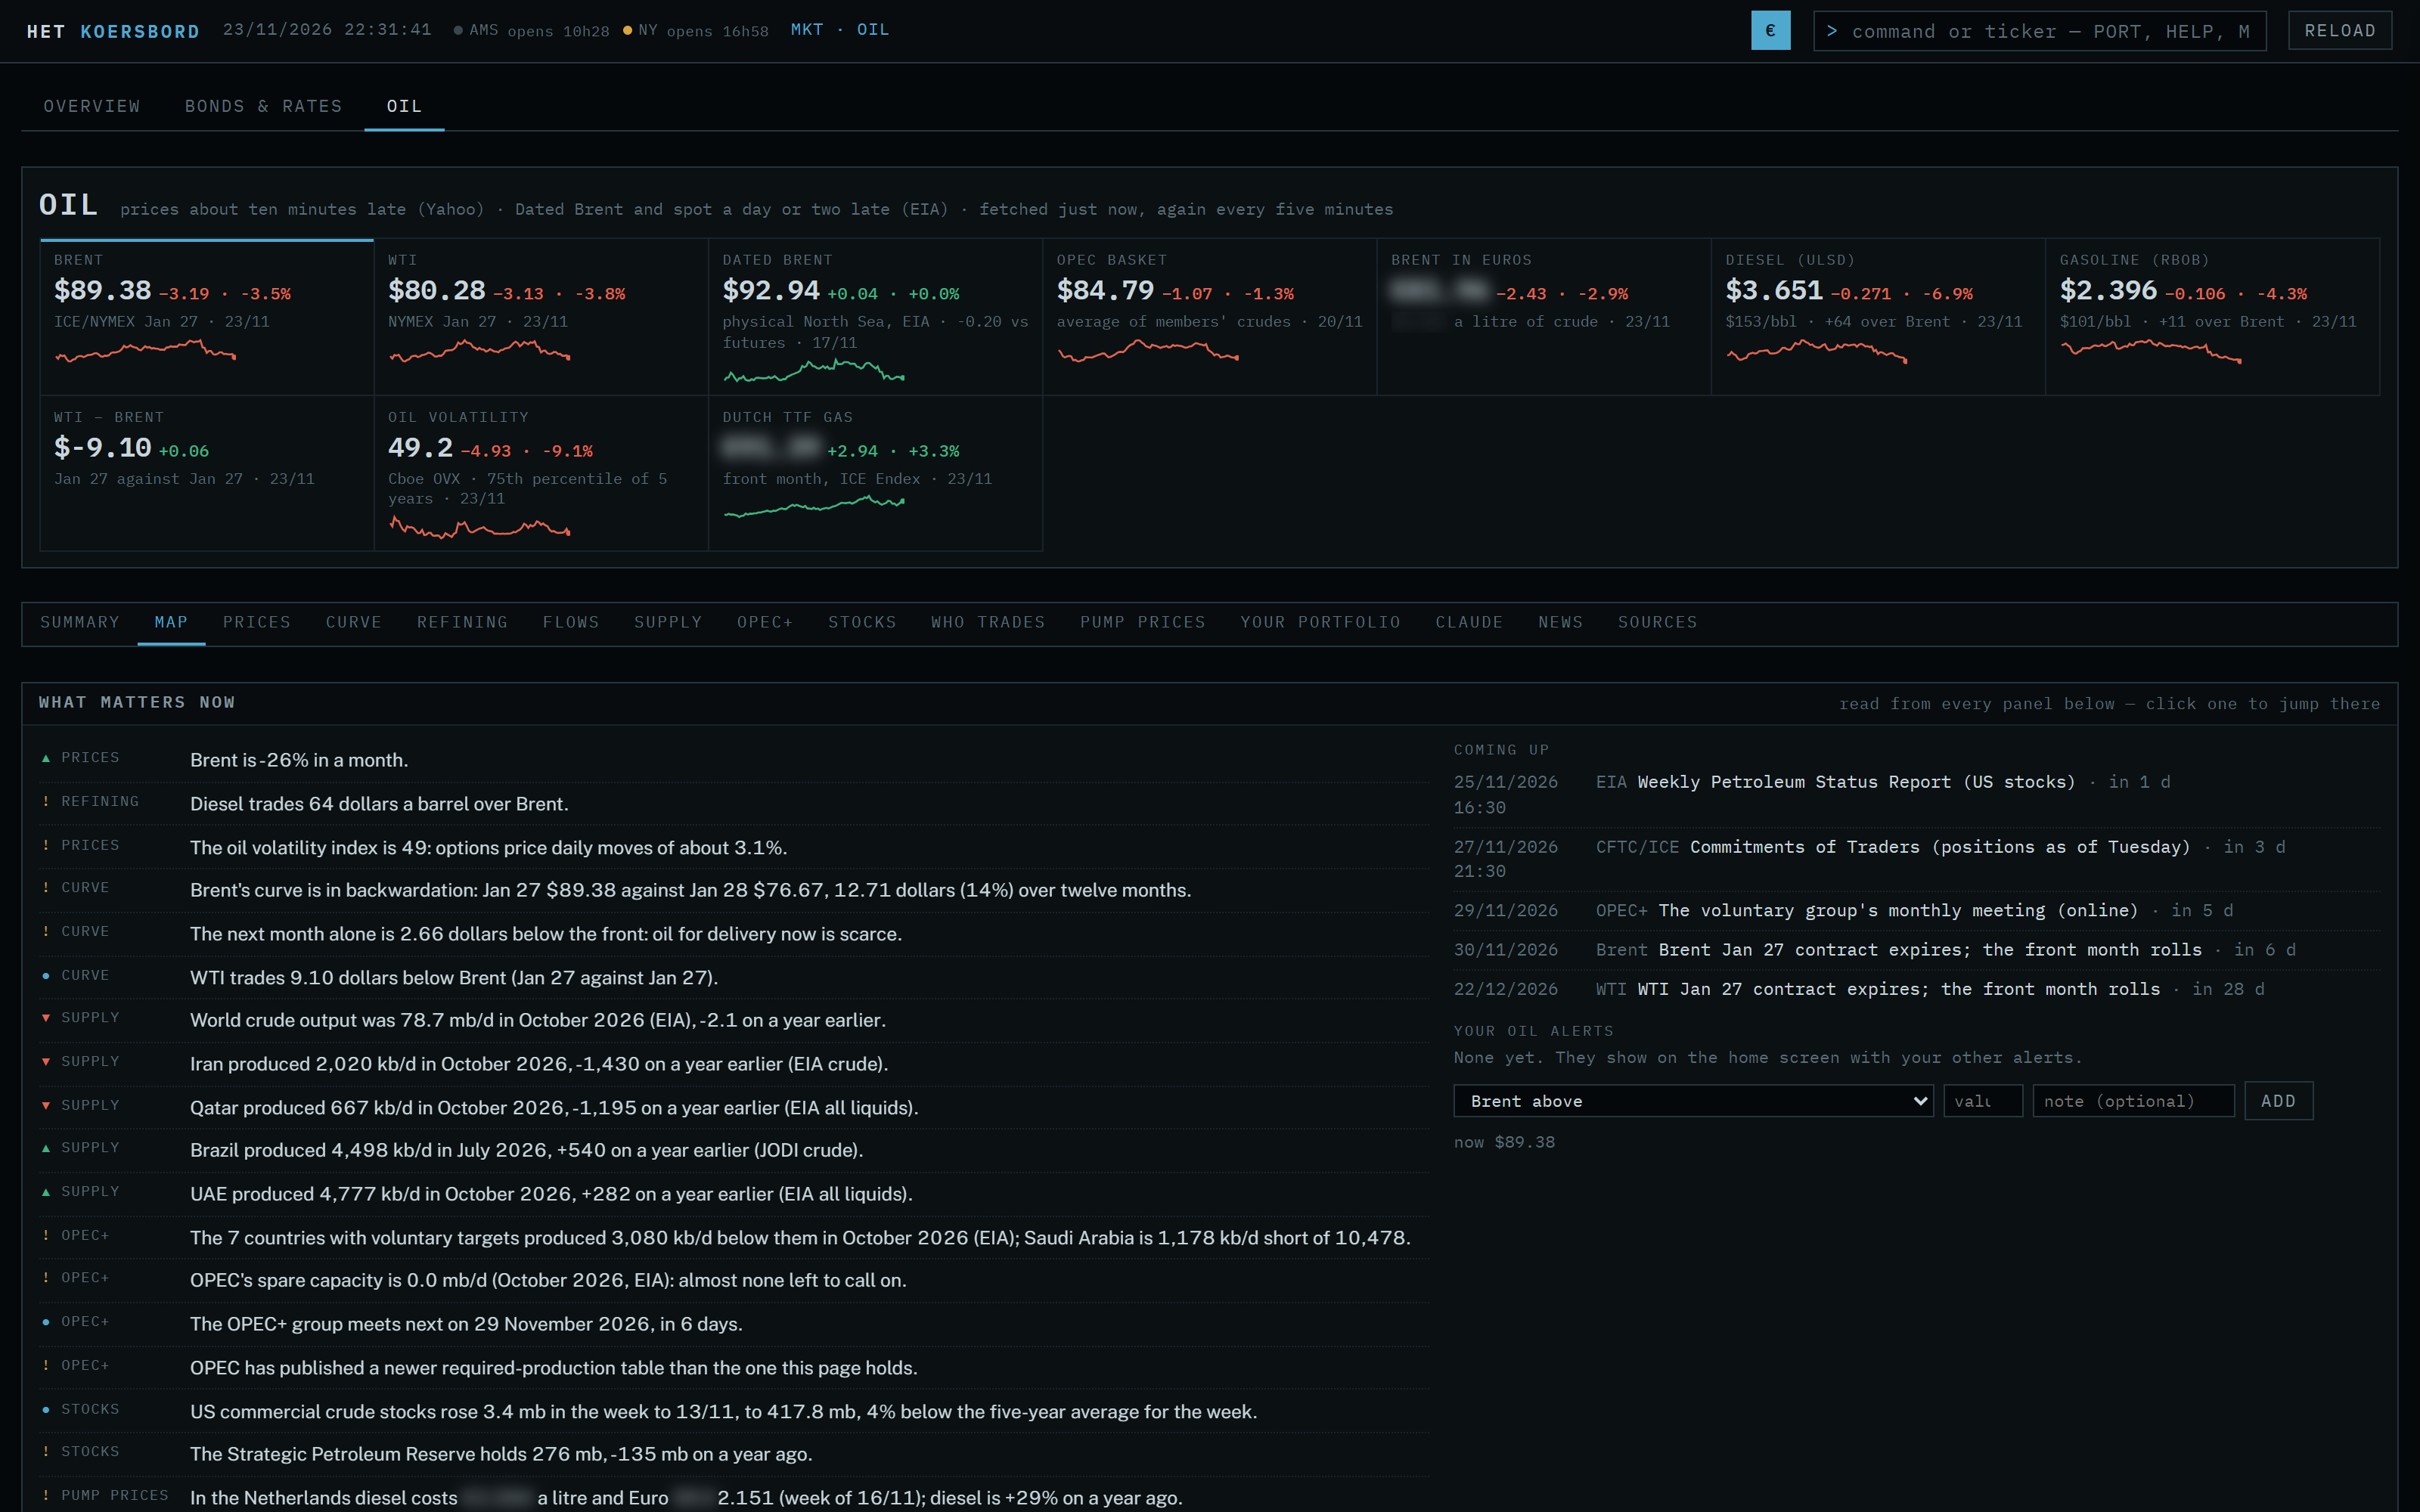 HET KOERSBORD 23/11/2026 22:31:41 AMS opens 10h28 NY opens 16h58 MKT · OIL € > command or ticker — PORT, HELP, M RELOAD
OVERVIEW BONDS & RATES OIL
OIL prices about ten minutes late (Yahoo) · Dated Brent and spot a day or two late (EIA) · fetched just now, again every five minutes
BRENT
$89.38 −3.19 · -3.5%
ICE/NYMEX Jan 27 · 23/11
WTI
$80.28 −3.13 · -3.8%
NYMEX Jan 27 · 23/11
DATED BRENT
$92.94 +0.04 · +0.0%
physical North Sea, EIA · -0.20 vs
futures · 17/11
OPEC BASKET
$84.79 −1.07 · -1.3%
average of members' crudes · 20/11
BRENT IN EUROS
−2.43 · -2.9%
a litre of crude · 23/11
DIESEL (ULSD)
$3.651 −0.271 · -6.9%
$153/bbl · +64 over Brent · 23/11
GASOLINE (RBOB)
$2.396 −0.106 · -4.3%
$101/bbl · +11 over Brent · 23/11
WTI − BRENT
$-9.10 +0.06
Jan 27 against Jan 27 · 23/11
OIL VOLATILITY
49.2 −4.93 · -9.1%
Cboe OVX · 75th percentile of 5
years · 23/11
DUTCH TTF GAS
+2.94 · +3.3%
front month, ICE Endex · 23/11
SUMMARY MAP PRICES CURVE REFINING FLOWS SUPPLY OPEC+ STOCKS WHO TRADES PUMP PRICES YOUR PORTFOLIO CLAUDE NEWS SOURCES
WHAT MATTERS NOW read from every panel below — click one to jump there
▲ PRICES Brent is -26% in a month.
! REFINING Diesel trades 64 dollars a barrel over Brent.
! PRICES The oil volatility index is 49: options price daily moves of about 3.1%.
! CURVE Brent's curve is in backwardation: Jan 27 $89.38 against Jan 28 $76.67, 12.71 dollars (14%) over twelve months.
! CURVE The next month alone is 2.66 dollars below the front: oil for delivery now is scarce.
● CURVE WTI trades 9.10 dollars below Brent (Jan 27 against Jan 27).
▼ SUPPLY World crude output was 78.7 mb/d in October 2026 (EIA), -2.1 on a year earlier.
▼ SUPPLY Iran produced 2,020 kb/d in October 2026, -1,430 on a year earlier (EIA crude).
▼ SUPPLY Qatar produced 667 kb/d in October 2026, -1,195 on a year earlier (EIA all liquids).
▲ SUPPLY Brazil produced 4,498 kb/d in July 2026, +540 on a year earlier (JODI crude).
▲ SUPPLY UAE produced 4,777 kb/d in October 2026, +282 on a year earlier (EIA all liquids).
! OPEC+ The 7 countries with voluntary targets produced 3,080 kb/d below them in October 2026 (EIA); Saudi Arabia is 1,178 kb/d short of 10,478.
! OPEC+ OPEC's spare capacity is 0.0 mb/d (October 2026, EIA): almost none left to call on.
● OPEC+ The OPEC+ group meets next on 29 November 2026, in 6 days.
! OPEC+ OPEC has published a newer required-production table than the one this page holds.
● STOCKS US commercial crude stocks rose 3.4 mb in the week to 13/11, to 417.8 mb, 4% below the five-year average for the week.
! STOCKS The Strategic Petroleum Reserve holds 276 mb, -135 mb on a year ago.
! PUMP PRICES In the Netherlands diesel costs a litre and Euro 2.151 (week of 16/11); diesel is +29% on a year ago.
COMING UP
25/11/2026 EIA Weekly Petroleum Status Report (US stocks) · in 1 d
16:30
27/11/2026 CFTC/ICE Commitments of Traders (positions as of Tuesday) · in 3 d
21:30
29/11/2026 OPEC+ The voluntary group's monthly meeting (online) · in 5 d
30/11/2026 Brent Brent Jan 27 contract expires; the front month rolls · in 6 d
22/12/2026 WTI WTI Jan 27 contract expires; the front month rolls · in 28 d
YOUR OIL ALERTS
None yet. They show on the home screen with your other alerts.
Brent above valu note (optional) ADD
now $89.38